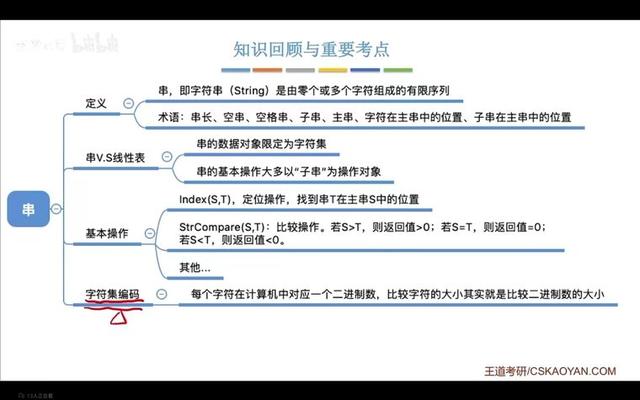 知识回顾与重要考点
串，即字符串（String）是由零个或多个字符组成的有限序列
定义
术语：串长、空串、空格串、子串、主串、字符在主串中的位置、子串在主串中的位置
串的数据对象限定为字符集
串V.S线性表
串的基本操作大多以“子串”为操作对象
串
Index(S,T)，定位操作，找到串T在主串S中的位置
基本操作
StrCompare(S,T)：比较操作。若S>T，则返回值>0；若S=T，则返回值=0；
若S<T，则返回值<0。
其他...
字符集编码
每个字符在计算机中对应一个二进制数，比较字符的大小其实就是比较二进制数的大小
王道考研/CSKAOYAN.COM